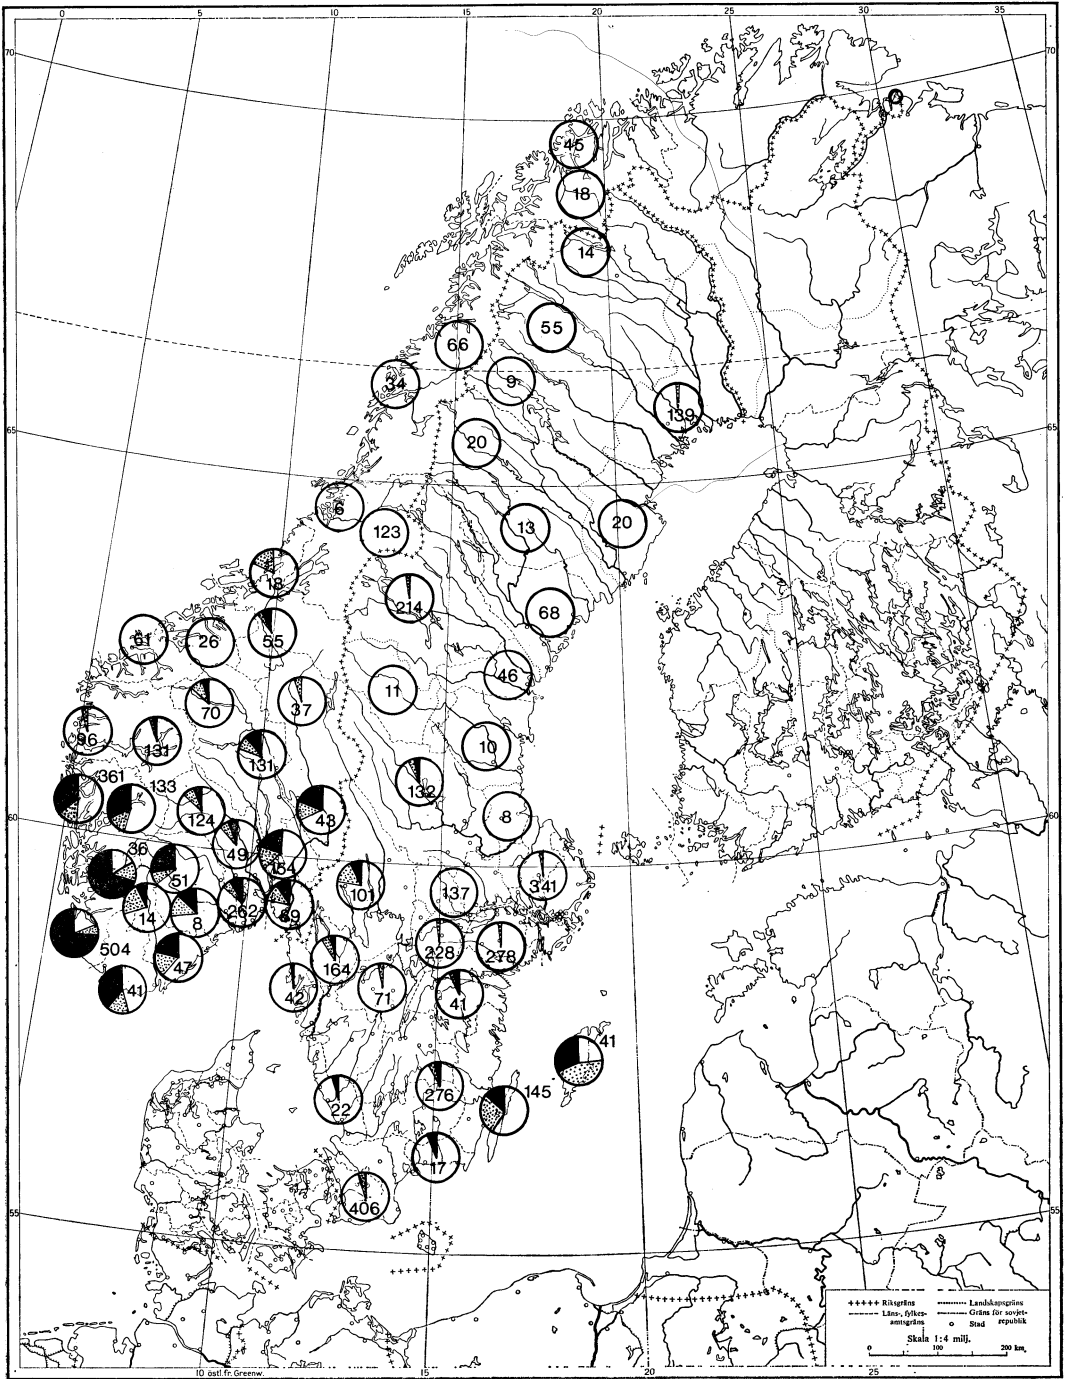 0 5 10 15 20 25 30 35
70 70
45
18
14
55
66
34 9
139
65 20 65
6 13 20
123
18
214 68
61 26 55
46
11
70 37
96 131 10
131
132
361 133
60 124 43 8 60
49
36 154
51 341
101 137
14 8 262 69
504 228 278
47 164
41 42 71 41
41
276 145
22
17
406
55 55
+++++ Riksgräns Landskapsgräns
Läns-, fylkes- Gräns för sovjet-
amtsgräns o Stad republik
Skala 1:4 milj.
0 100 200 km.
10 östl.fr. Greenw. 15 20 25